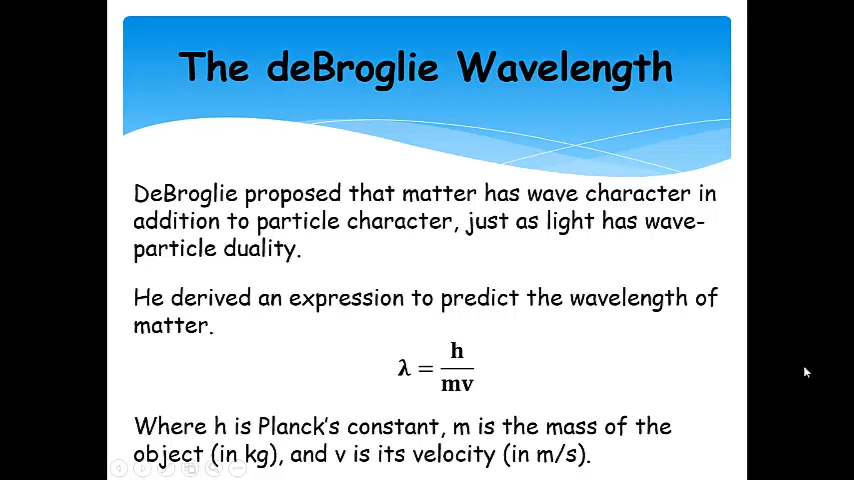 The deBroglie Wavelength
DeBroglie proposed that matter has wave character in
addition to particle character, just as light has wave-
particle duality.
He derived an expression to predict the wavelength of
matter.
λ = h/mv
Where h is Planck's constant, m is the mass of the
object (in kg), and v is its velocity (in m/s).